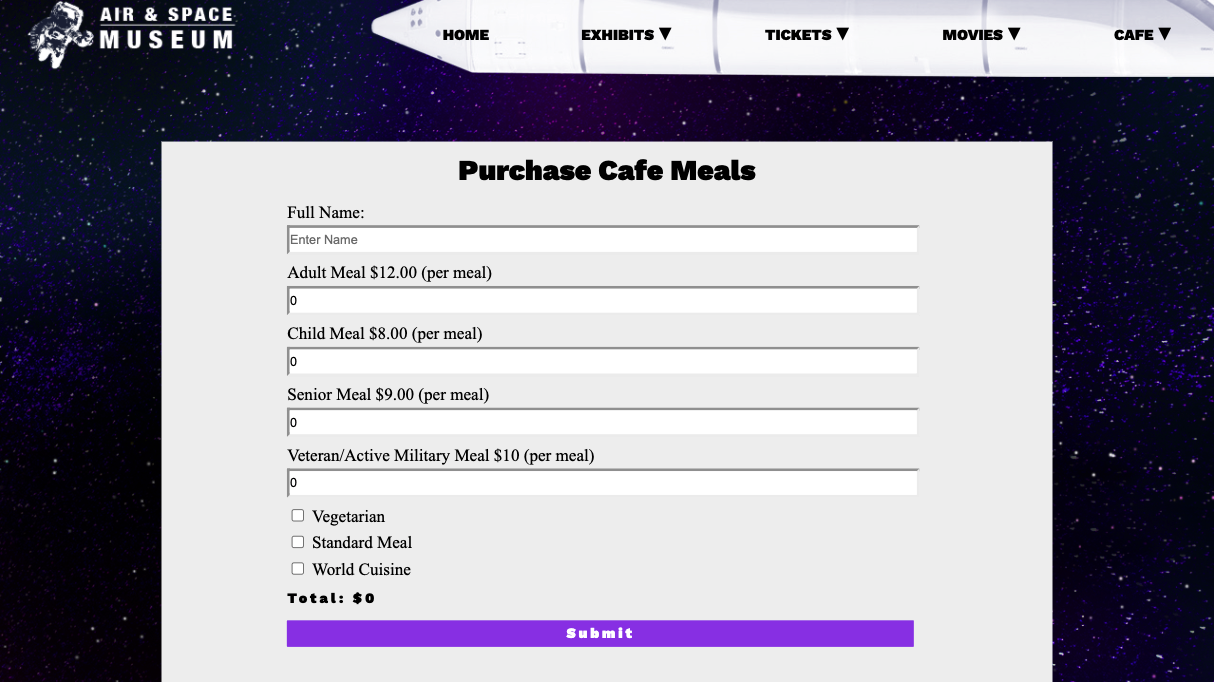 AIR & SPACE
MUSEUM
HOME EXHIBITS ▼ TICKETS ▼ MOVIES ▼ CAFE ▼
Purchase Cafe Meals
Full Name:
Enter Name
Adult Meal $12.00 (per meal)
0
Child Meal $8.00 (per meal)
0
Senior Meal $9.00 (per meal)
0
Veteran/Active Military Meal $10 (per meal)
0
Vegetarian
Standard Meal
World Cuisine
Total: $0
Submit